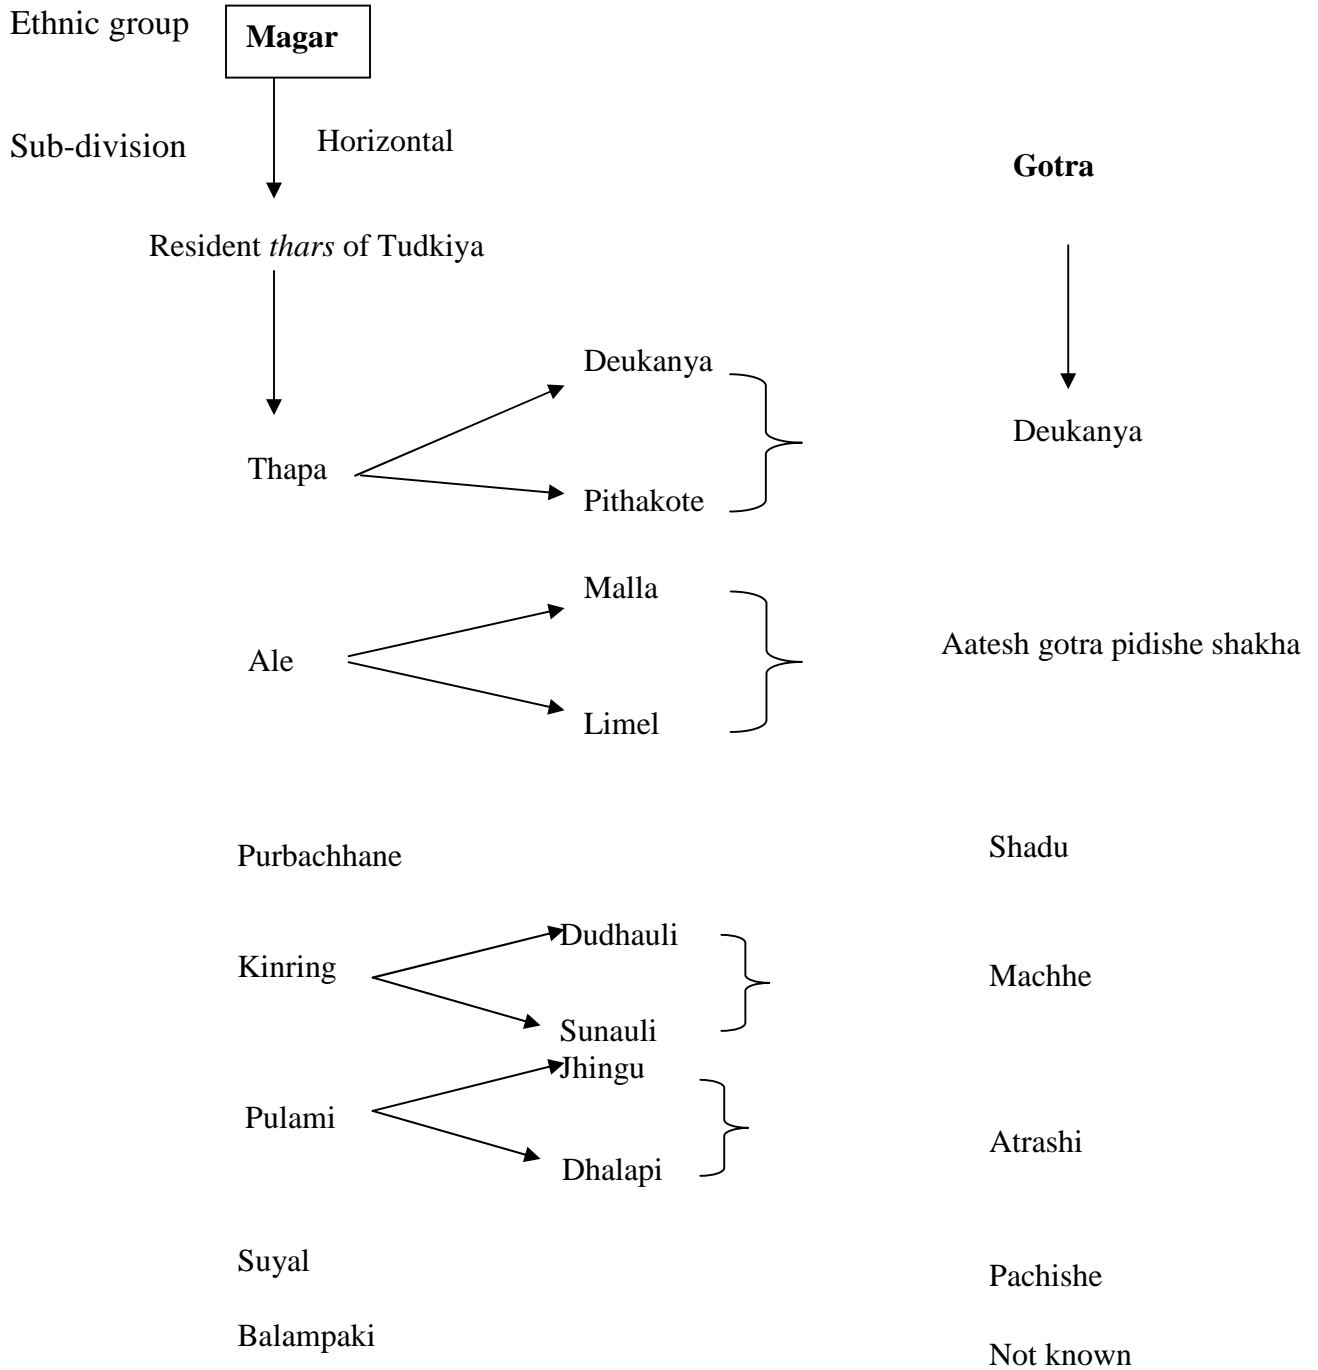 Ethnic group
Magar
Sub-division
Horizontal
Gotra
Resident thars of Tudkiya
Deukanya
Deukanya
Thapa
Pithakote
Malla
Aatesh gotra pidishe shakha
Ale
Limel
Purbachhane
Shadu
Dudhauli
Kinring
Machhe
Sunauli
Jhingu
Pulami
Atrashi
Dhalapi
Suyal
Pachishe
Balampaki
Not known